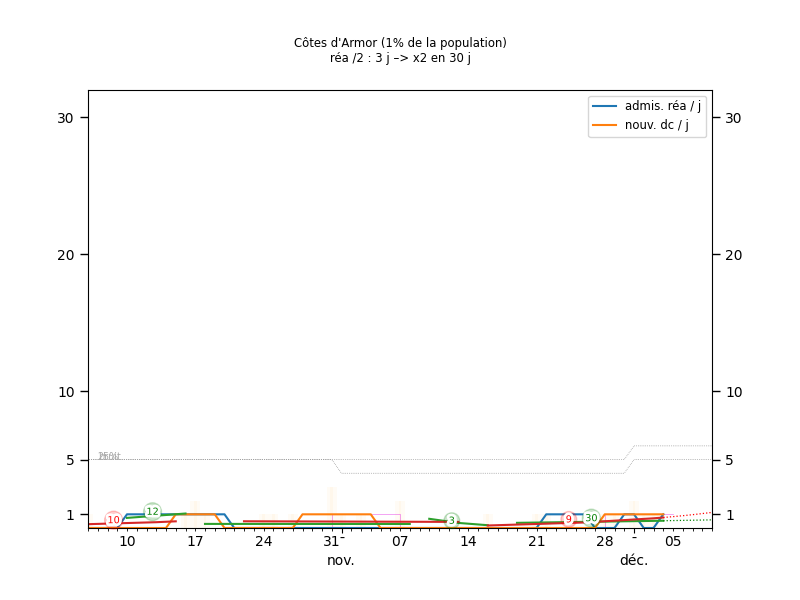 Côtes d'Armor (1% de la population)
réa /2 : 3 j –> x2 en 30 j
admis. réa / j
nouv. dc / j
30 30
20 20
10 10
5 5
1 1
10 12 3 9 30
10 17 24 31 07 14 21 28 05
nov. déc.